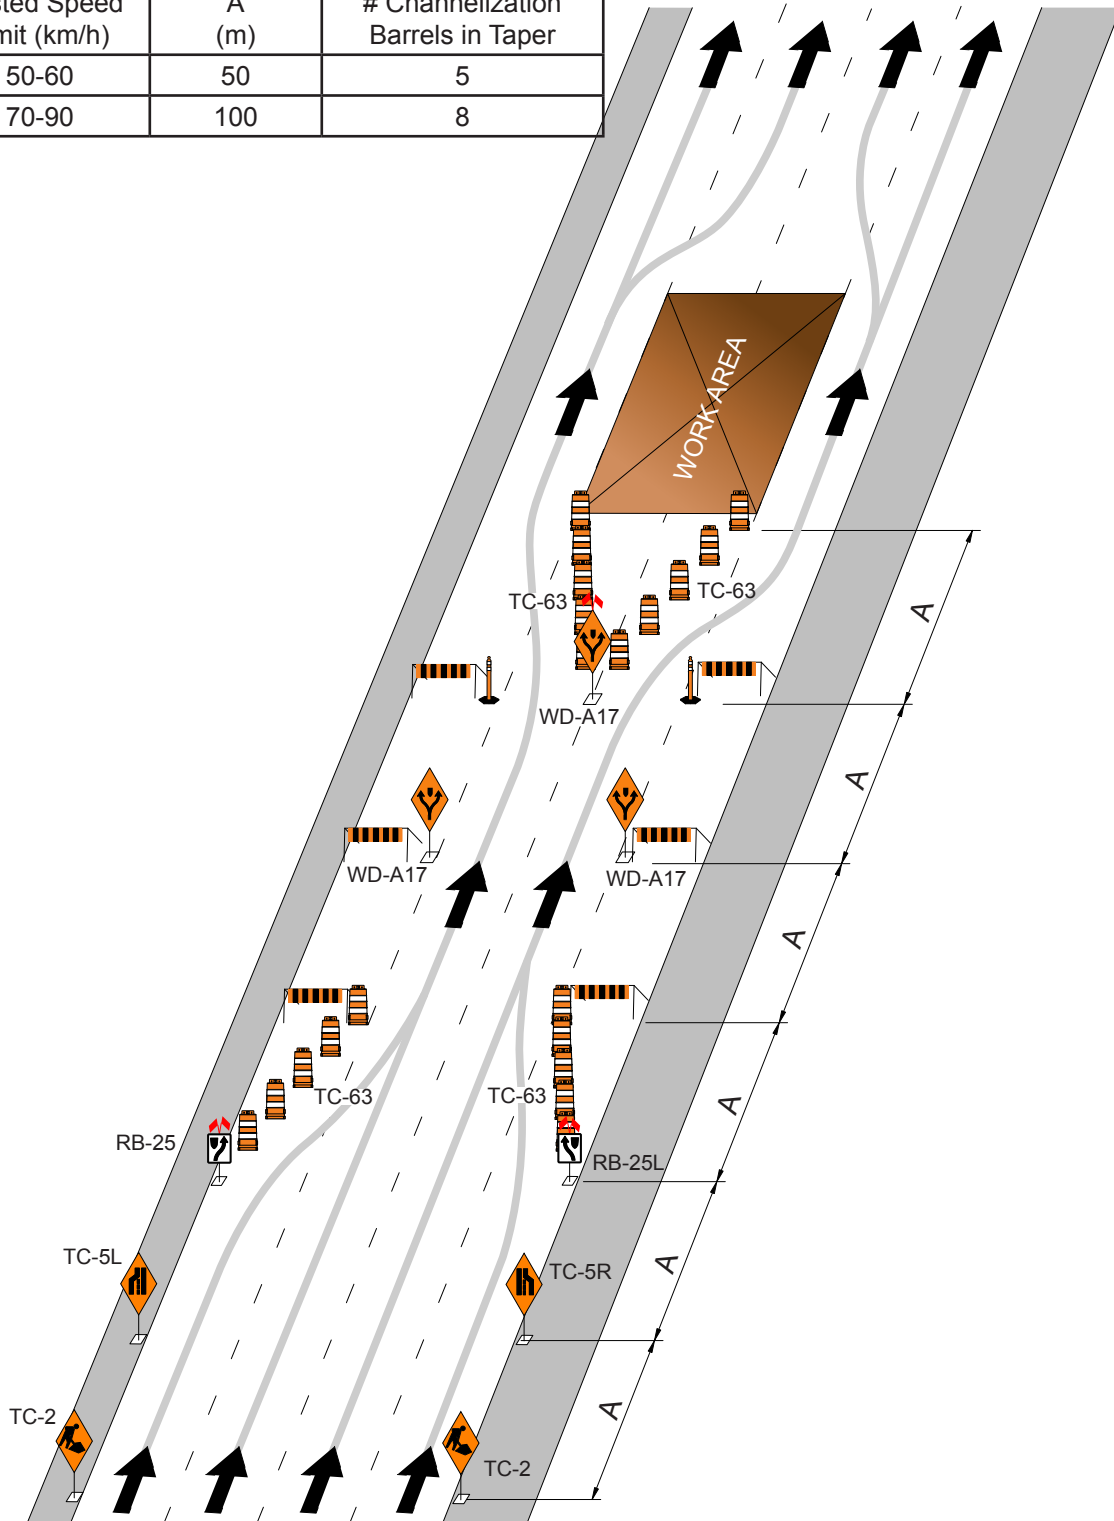 # Channelization
A
mit (km/h)
(m)
Barrels in Taper
50-60
50
5
70-90
100
8
WORK AREA
TC-63
TC-63
A
WD-A17
A
WD-A17
WD-A17
A
TC-63
TC-63
A
RB-25
RB-25L
TC-5L
TC-5R
A
TC-2
A
TC-2